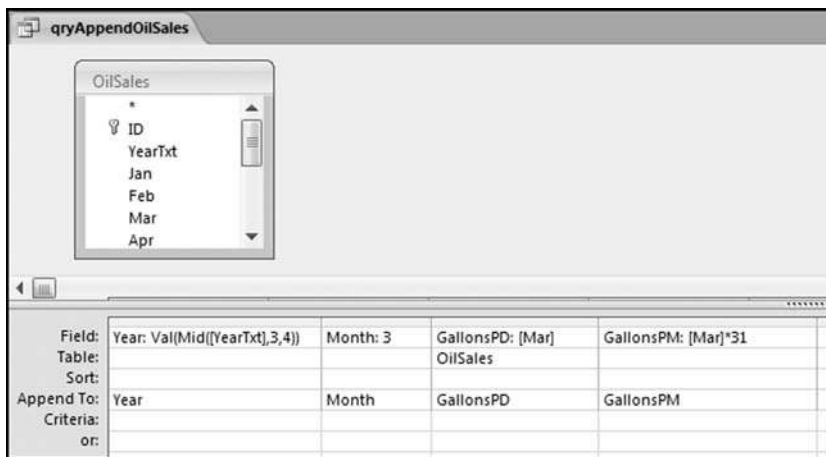 qryAppendOilSales
OilSales
*
ID
YearTxt
Jan
Feb
Mar
Apr
Field: Year: Val(Mid([YearTxt],3,4)) Month: 3 GallonsPD: [Mar] GallonsPM: [Mar]*31
Table: OilSales
Sort:
Append To: Year Month GallonsPD GallonsPM
Criteria:
or: